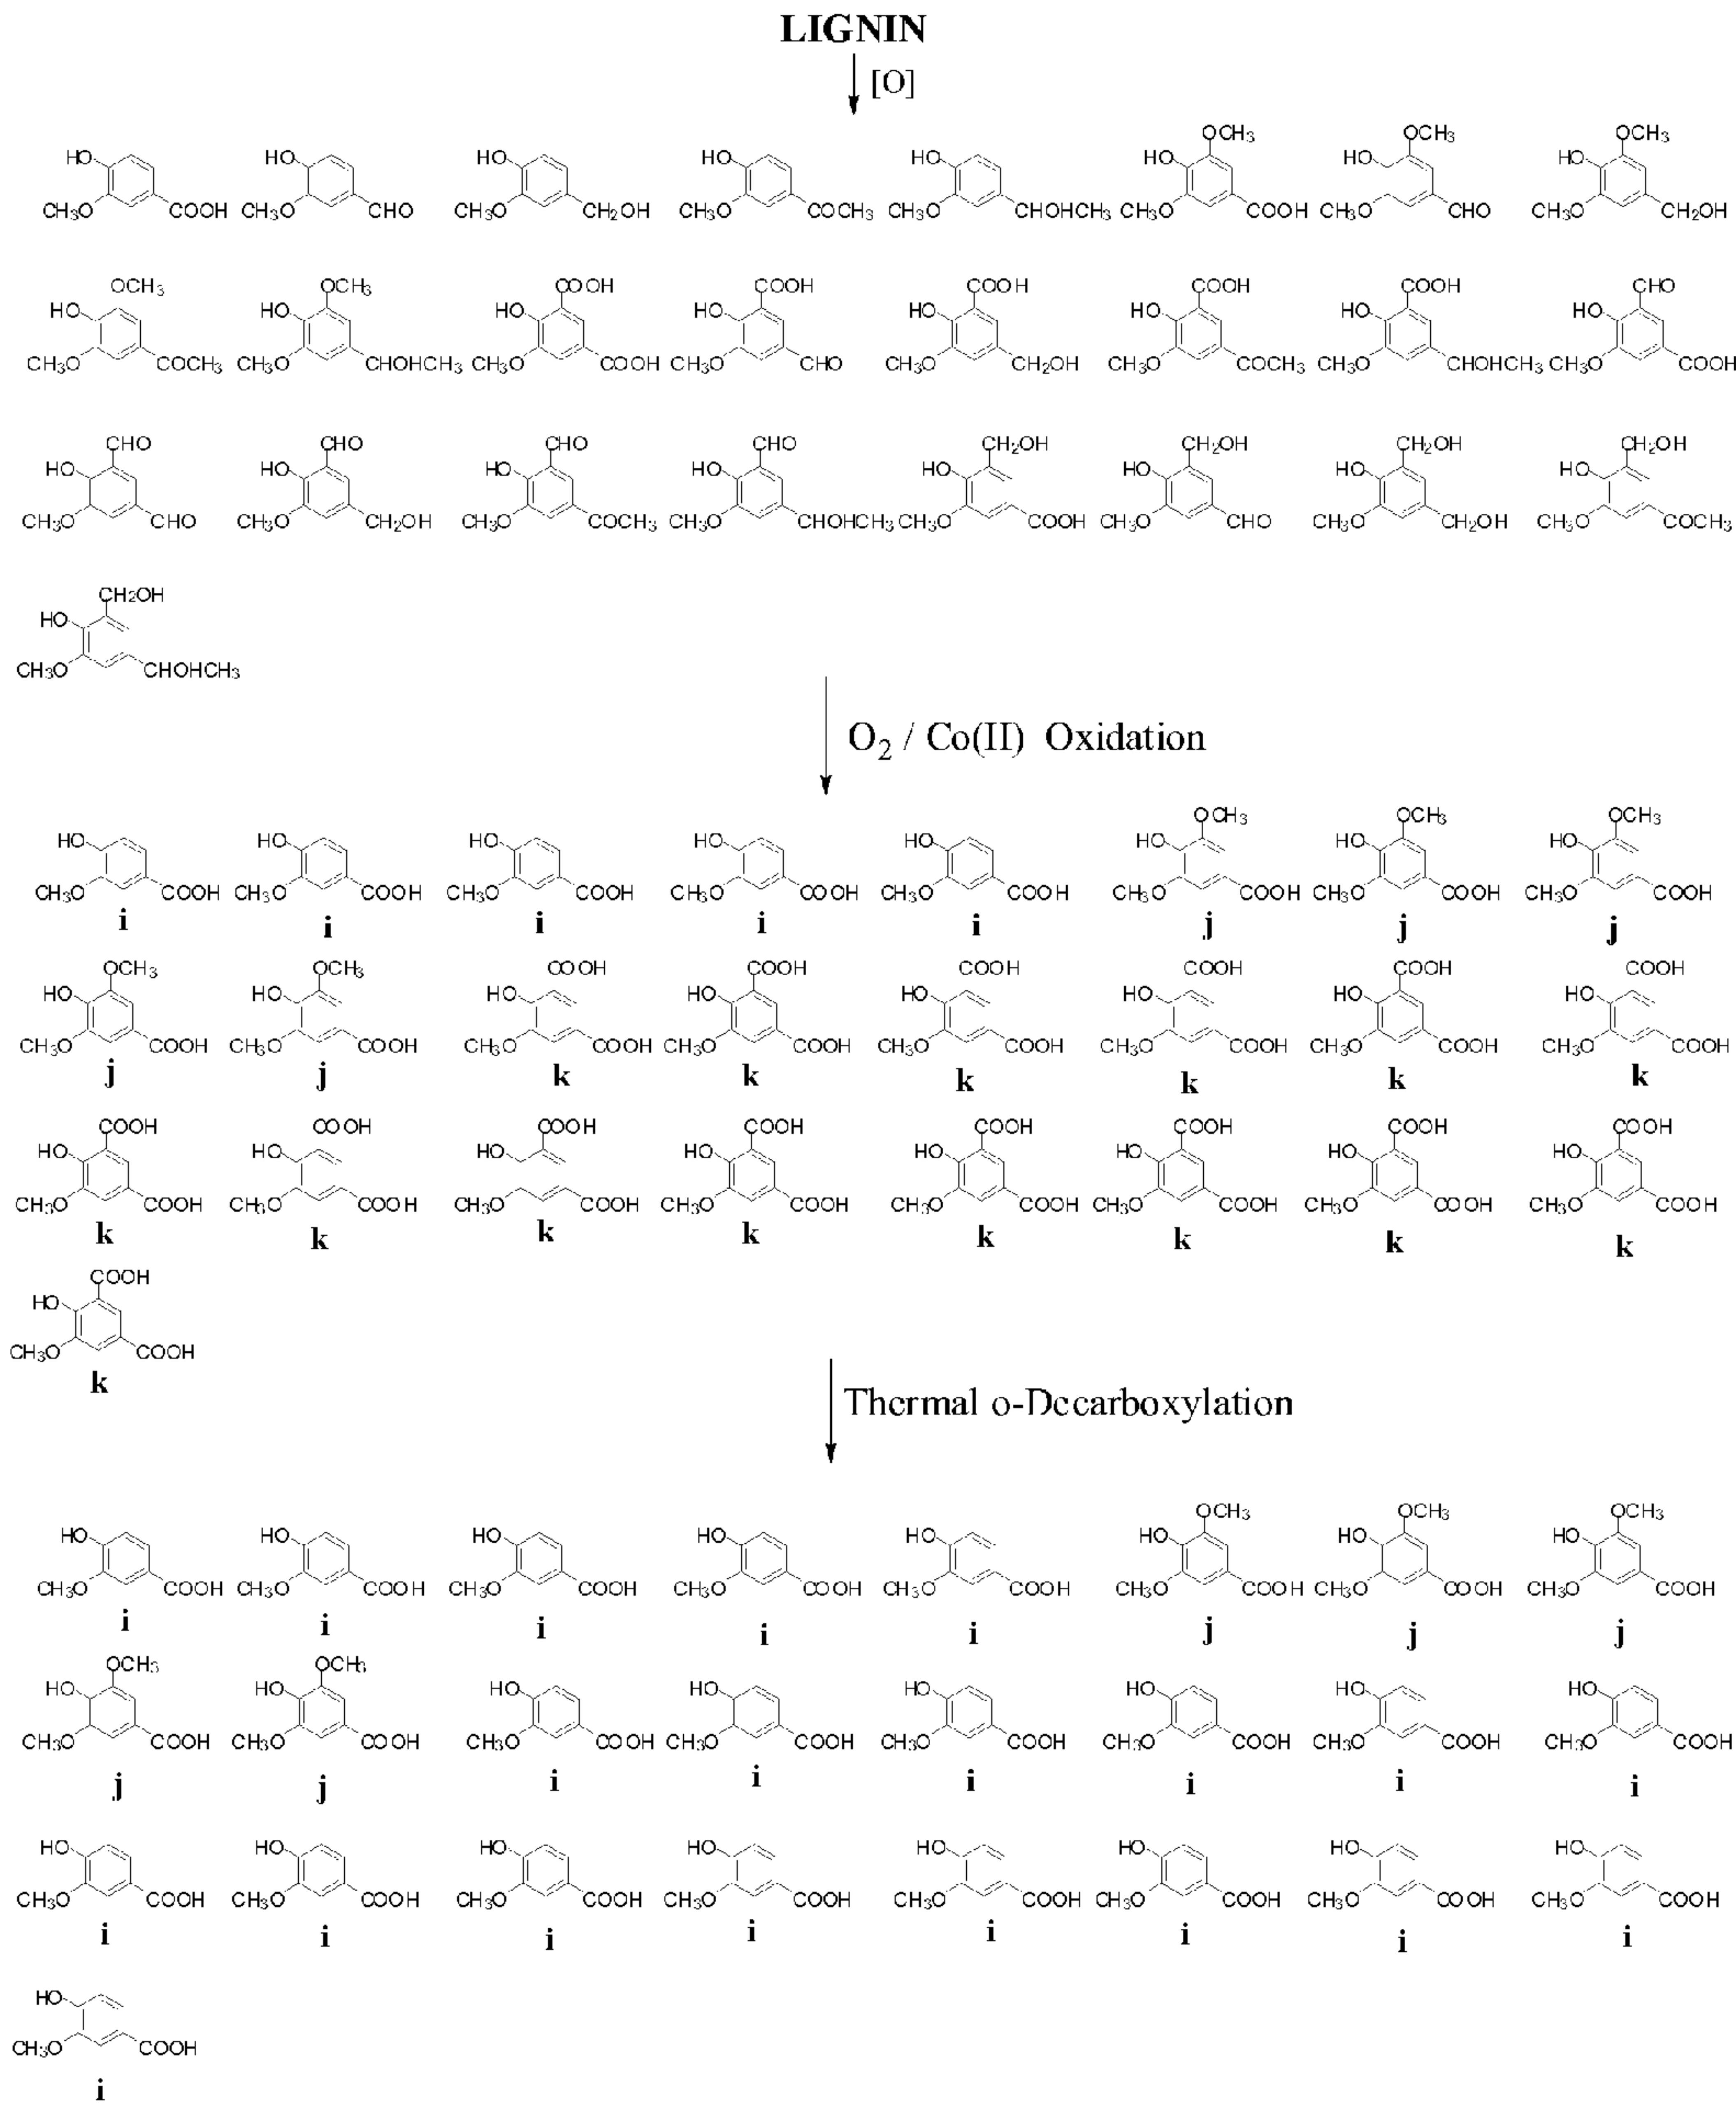 LIGNIN
[O]
OCH3 OCH3 OCH3
HO HO HO HO HO HO HO HO
CH3O COOH CH3O CHO CH3O CH2OH CH3O COCH3 CH3O CHOHCH3 CH3O COOH CH3O CHO CH3O CH2OH
OCH3 OCH3 COOH COOH COOH COOH COOH CHO
HO HO HO HO HO HO HO HO
CH3O COCH3 CH3O CHOHCH3 CH3O COOH CH3O CHO CH3O CH2OH CH3O COCH3 CH3O CHOHCH3 CH3O COOH
CHO CHO CHO CHO CH2OH CH2OH CH2OH CH2OH
HO HO HO HO HO HO HO HO
CH3O CHO CH3O CH2OH CH3O COCH3 CH3O CHOHCH3 CH3O COOH CH3O CHO CH3O CH2OH CH3O COCH3
CH2OH
HO
CH3O CHOHCH3
O2 / Co(II) Oxidation
OCH3 OCH3 OCH3
HO HO HO HO HO HO HO HO
CH3O COOH CH3O COOH CH3O COOH CH3O COOH CH3O COOH CH3O COOH CH3O COOH CH3O COOH
i i i i i j j j
OCH3 OCH3 COOH COOH COOH COOH COOH COOH
HO HO HO HO HO HO HO HO
CH3O COOH CH3O COOH CH3O COOH CH3O COOH CH3O COOH CH3O COOH CH3O COOH CH3O COOH
j j k k k k k k
COOH COOH COOH COOH COOH COOH COOH COOH
HO HO HO HO HO HO HO HO
CH3O COOH CH3O COOH CH3O COOH CH3O COOH CH3O COOH CH3O COOH CH3O COOH CH3O COOH
k k k k k k k k
COOH
HO
CH3O COOH
k
Thermal o-Decarboxylation
OCH3 OCH3 OCH3
HO HO HO HO HO HO HO HO
CH3O COOH CH3O COOH CH3O COOH CH3O COOH CH3O COOH CH3O COOH CH3O COOH CH3O COOH
i i i i i j j j
OCH3 OCH3
HO HO HO HO HO HO HO HO
CH3O COOH CH3O COOH CH3O COOH CH3O COOH CH3O COOH CH3O COOH CH3O COOH CH3O COOH
j j i i i i i i
HO HO HO HO HO HO HO HO
CH3O COOH CH3O COOH CH3O COOH CH3O COOH CH3O COOH CH3O COOH CH3O COOH CH3O COOH
i i i i i i i i
HO
CH3O COOH
i